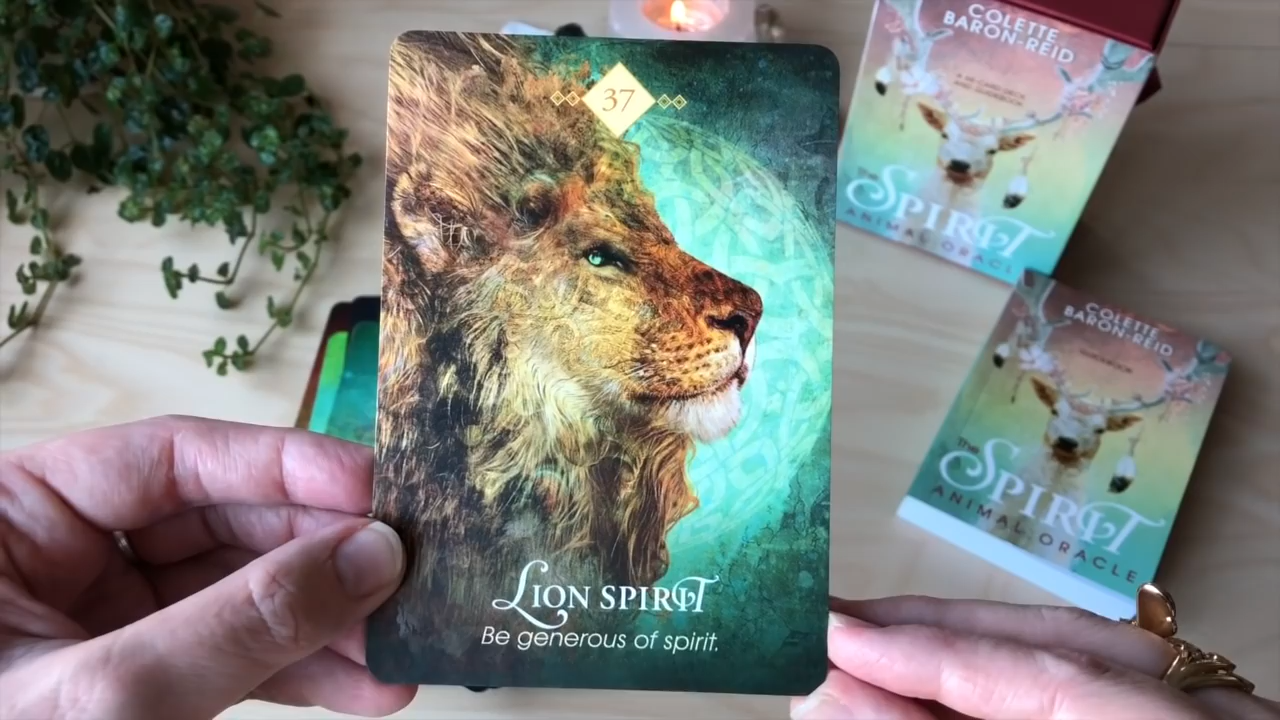 37
LION SPIRIT
Be generous of spirit.
COLETTE
BARON-REID
The
SPIRIT
ANIMAL ORACLE
COLETTE
BARON-REID
GUIDEBOOK
The
SPIRIT
ANIMAL ORACLE